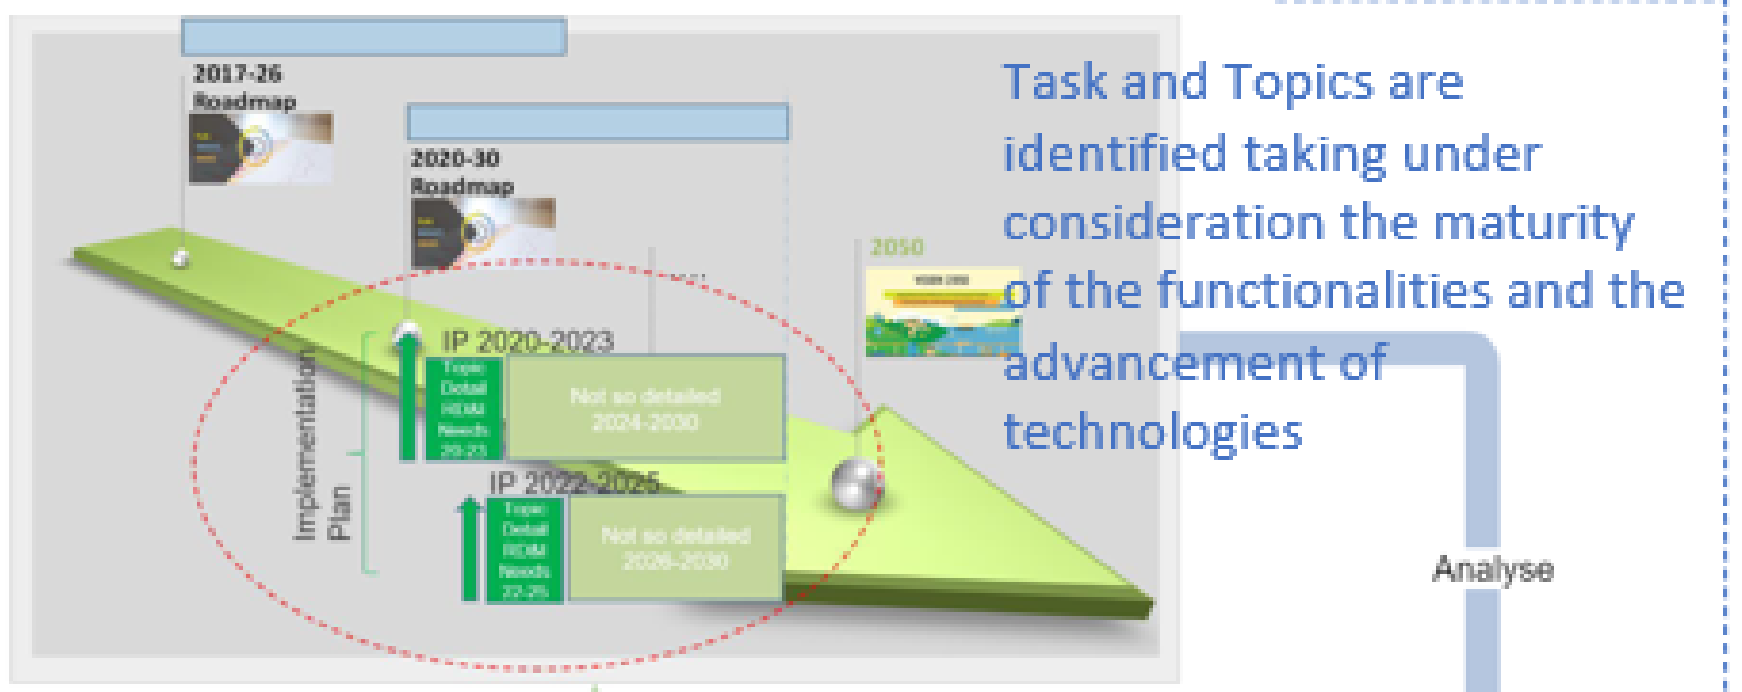 2017-26
Roadmap
2020-30
Roadmap
2050
VISION 2050
Task and Topics are
identified taking under
consideration the maturity
of the functionalities and the
advancement of
technologies
Implementation
Plan
IP 2020-2023
Topic
Detail
Needs
20-23
Not so detailed
2024-2030
IP 2022-2025
Topic
Detail
Needs
22-25
Not so detailed
2026-2030
Analyse